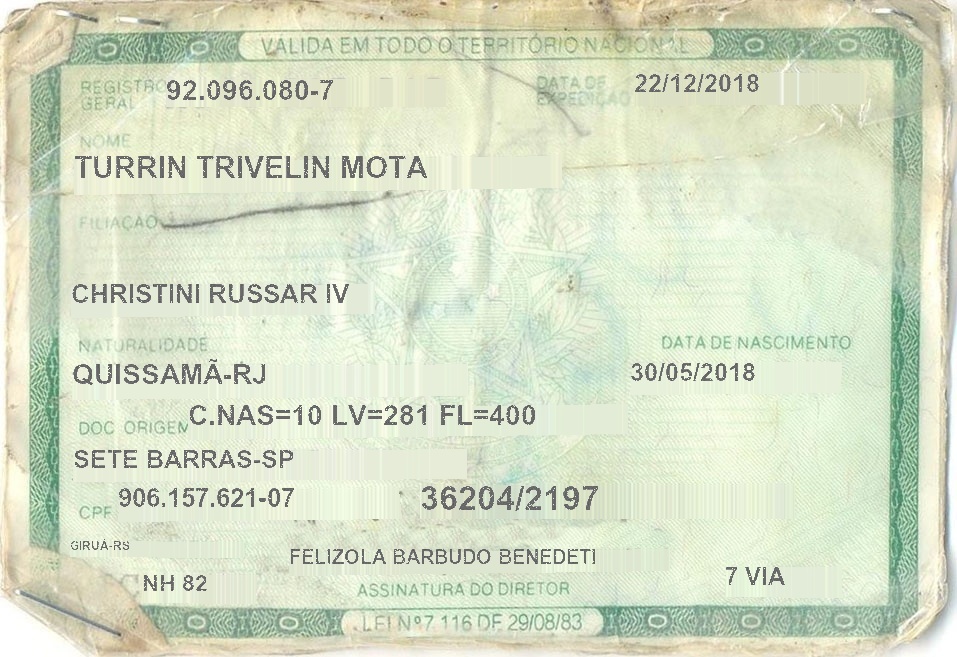 VÁLIDA EM TODO O TERRITÓRIO NACIONAL
REGISTRO GERAL 92.096.080-7 DATA DE EXPEDIÇÃO 22/12/2018
NOME
TURRIN TRIVELIN MOTA
FILIAÇÃO
CHRISTINI RUSSAR IV
NATURALIDADE DATA DE NASCIMENTO
QUISSAMÃ-RJ 30/05/2018
DOC ORIGEM C.NAS=10 LV=281 FL=400
SETE BARRAS-SP
CPF 906.157.621-07 36204/2197
GIRUÁ-RS FELIZOLA BARBUDO BENEDETI
NH 82 7 VIA
ASSINATURA DO DIRETOR
LEI Nº 7.116 DE 29/08/83